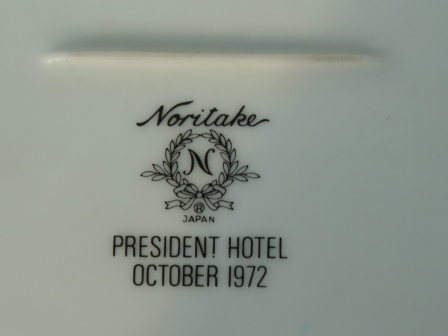 Noritake
N
®
JAPAN
PRESIDENT HOTEL
OCTOBER 1972